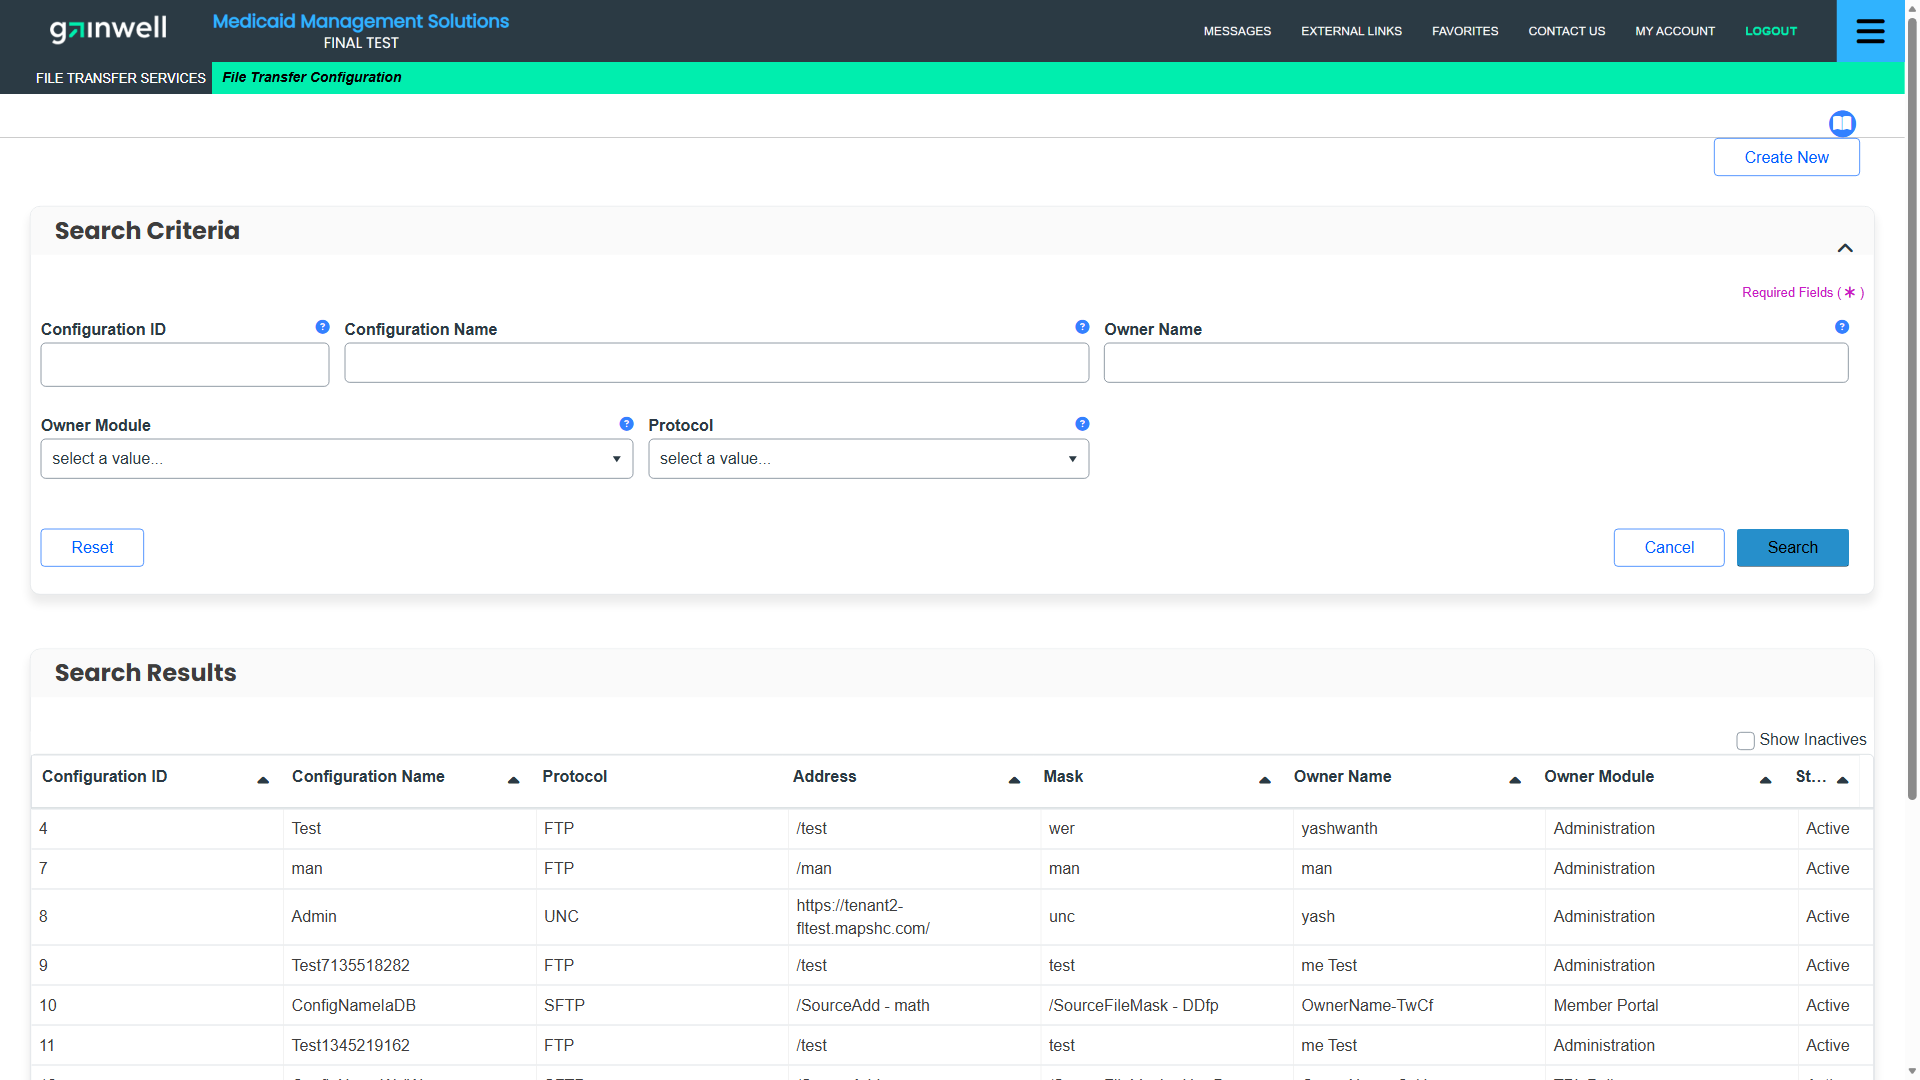 gainwell
Medicaid Management Solutions
FINAL TEST
MESSAGES EXTERNAL LINKS FAVORITES CONTACT US MY ACCOUNT LOGOUT
FILE TRANSFER SERVICES File Transfer Configuration
Create New
Search Criteria
Required Fields ( * )
Configuration ID ? Configuration Name ? Owner Name ?
Owner Module ? Protocol ?
select a value... select a value...
Reset Cancel Search
Search Results
Show Inactives
Configuration ID Configuration Name Protocol Address Mask Owner Name Owner Module St...
4 Test FTP /test wer yashwanth Administration Active
7 man FTP /man man man Administration Active
8 Admin UNC https://tenant2-fltest.mapshc.com/ unc yash Administration Active
9 Test7135518282 FTP /test test me Test Administration Active
10 ConfigNameIaDB SFTP /SourceAdd - math /SourceFileMask - DDfp OwnerName-TwCf Member Portal Active
11 Test1345219162 FTP /test test me Test Administration Active